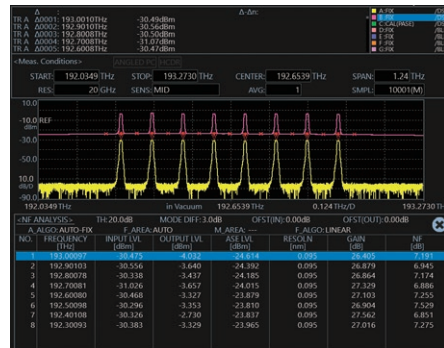 Δ : Δ-Δr:
TR A Δ0001: 193.0010THz -30.49dBm
TR A Δ0002: 192.9010THz -30.56dBm
TR A Δ0003: 192.8008THz -30.50dBm
TR A Δ0004: 192.7008THz -31.07dBm
TR A Δ0005: 192.6008THz -30.47dBm
A:FIX
B:FIX
C:CAL(PASE)
D:FIX
E:FIX
F:FIX
G:FIX
<Meas. Conditions>
START: 192.0349 THz STOP: 193.2730 THz CENTER: 192.6539 THz SPAN: 1.24 THz
RES: 20 GHz SENS: MID AVG: 1 SMPL: 10001(M)
10.0
-10.0 REF
dBm
-30.0
-50.0
10.0
dB/D
-90.0
192.0349 THz in Vacuum 192.6539 THz 0.124 THz/D 193.2730 THz
<NF ANALYSIS> TH:20.0dB MODE DIFF:3.0dB OFST(IN):0.00dB OFST(OUT):0.00dB
A_ALGO:AUTO-FIX F_AREA:AUTO M_AREA: --- F_ALGO:LINEAR
NO. FREQUENCY INPUT LVL OUTPUT LVL ASE LVL RESOLN GAIN NF
[THz] [dBm] [dBm] [dBm] [nm] [dB] [dB]
1 193.00097 -30.475 -4.032 -24.614 0.095 26.405 7.191
2 192.90103 -30.556 -3.640 -24.392 0.095 26.879 6.945
3 192.80078 -30.338 -3.437 -24.185 0.095 26.864 7.174
4 192.70081 -31.026 -3.657 -24.015 0.095 27.329 6.886
5 192.60080 -30.468 -3.327 -23.879 0.095 27.103 7.255
6 192.50098 -30.296 -3.353 -23.810 0.095 26.904 7.529
7 192.40108 -30.326 -2.730 -23.837 0.095 27.562 6.851
8 192.30093 -30.383 -3.329 -23.965 0.095 27.016 7.275